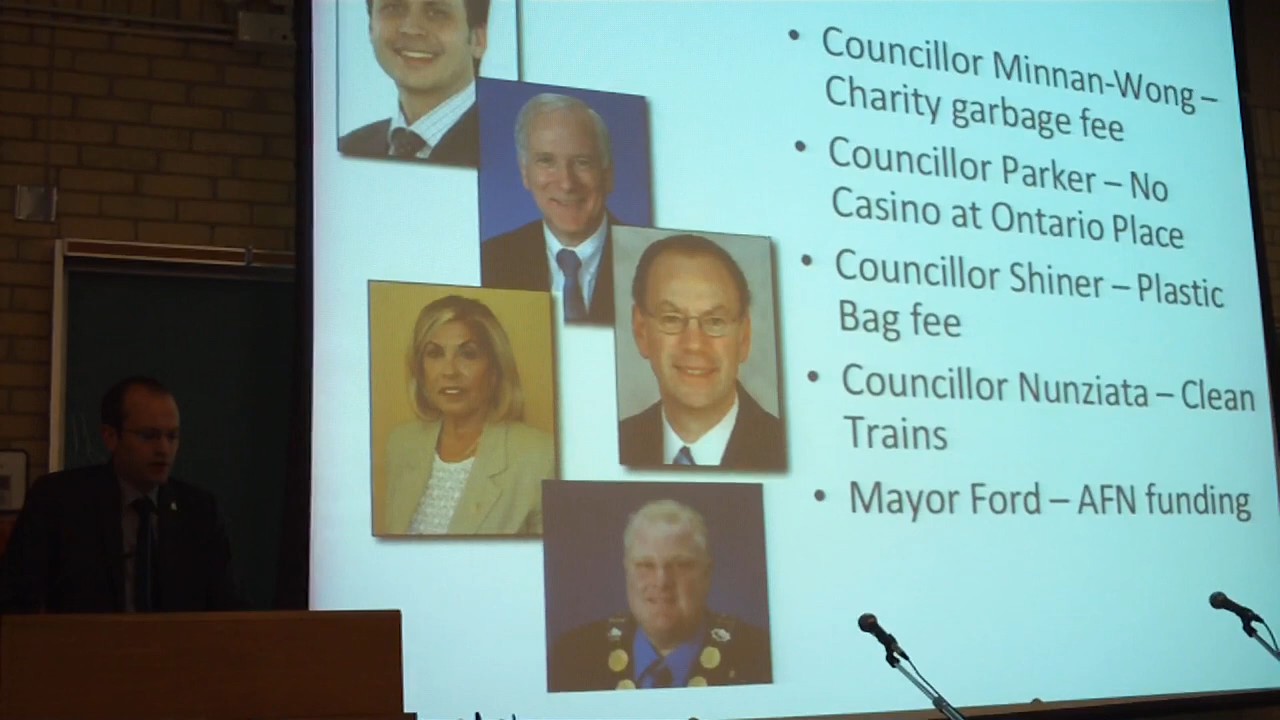 • Councillor Minnan-Wong –
Charity garbage fee
• Councillor Parker – No
Casino at Ontario Place
• Councillor Shiner – Plastic
Bag fee
• Councillor Nunziata – Clean
Trains
• Mayor Ford – AFN funding